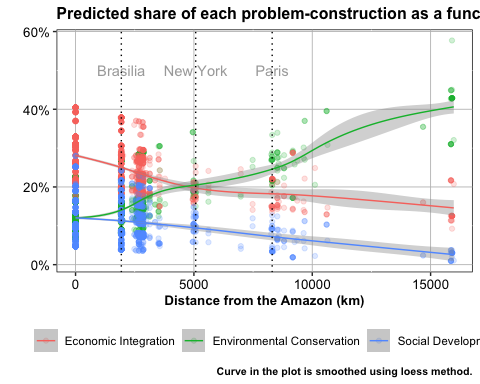 Predicted share of each problem-construction as a func
60%
Brasilia New York Paris
40%
20%
0%
0 5000 10000 15000
Distance from the Amazon (km)
Economic Integration Environmental Conservation Social Developr
Curve in the plot is smoothed using loess method.